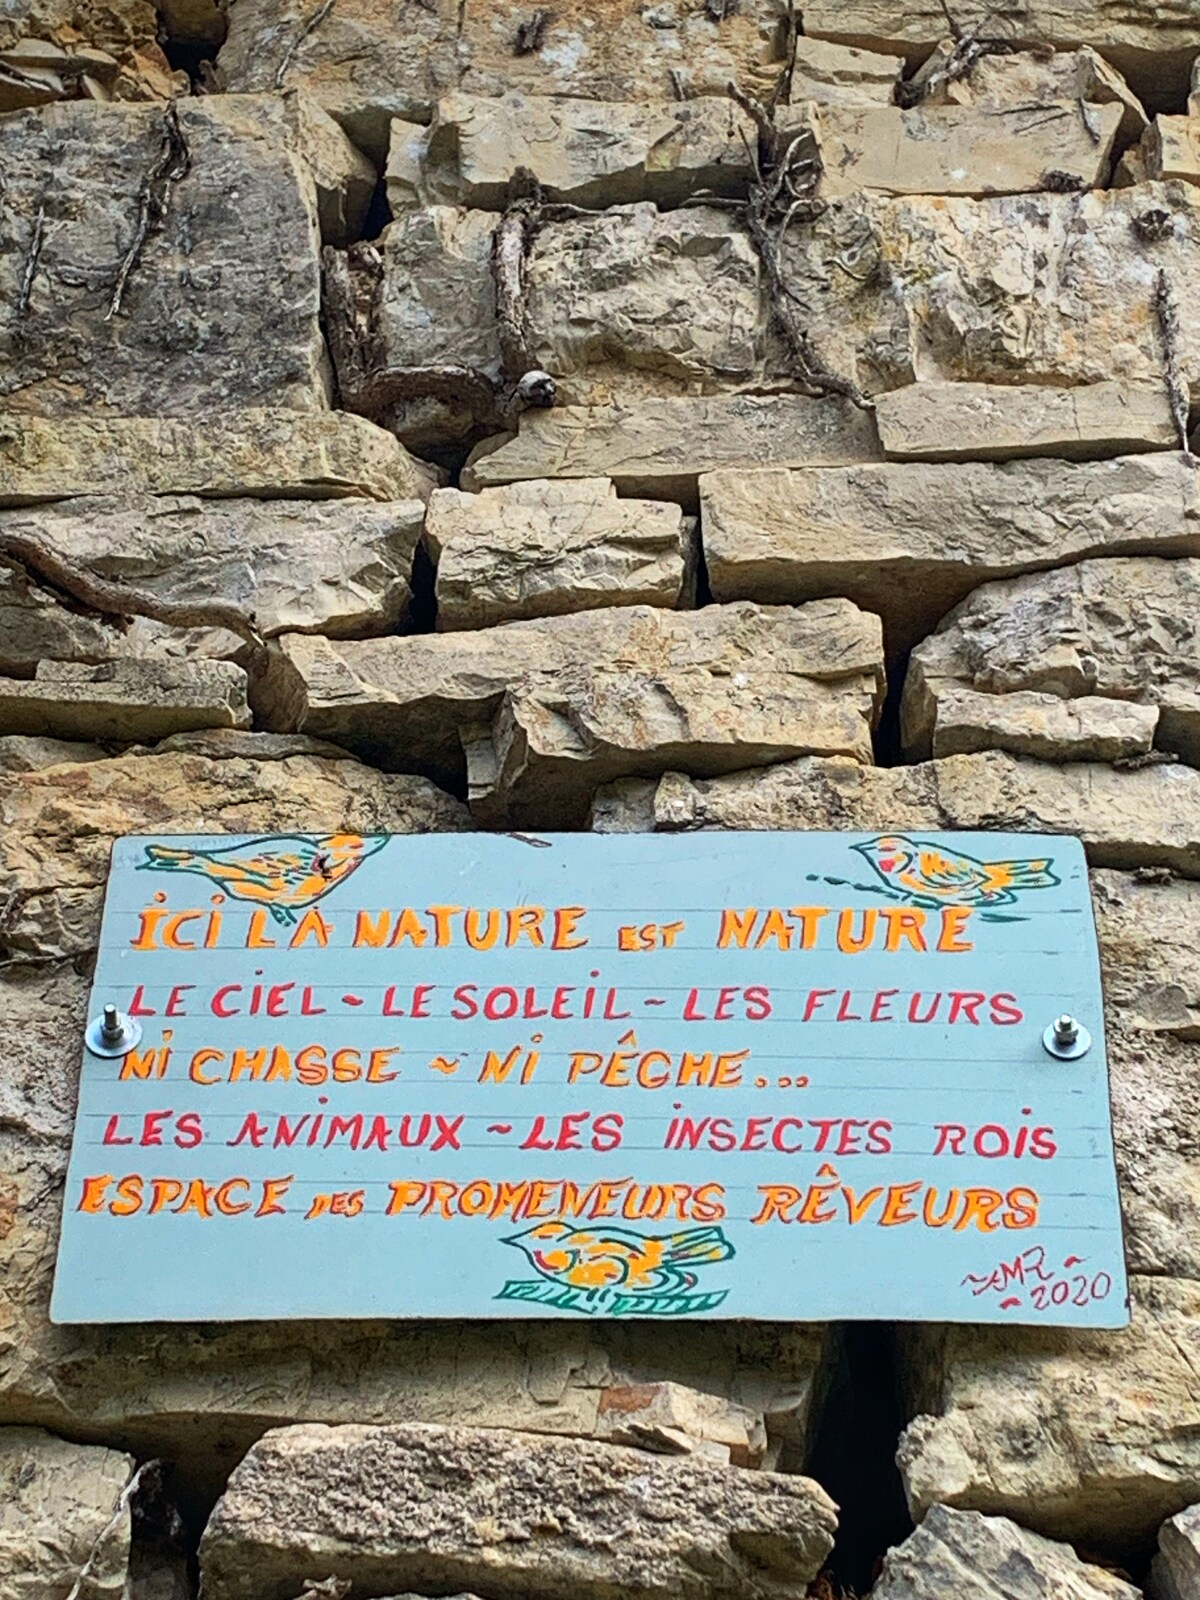 ICI LA NATURE EST NATURE
LE CIEL ~ LE SOLEIL ~ LES FLEURS
NI CHASSE ~ NI PÊCHE...
LES ANIMAUX ~ LES INSECTES ROIS
ESPACE DES PROMENEURS RÊVEURS
2020